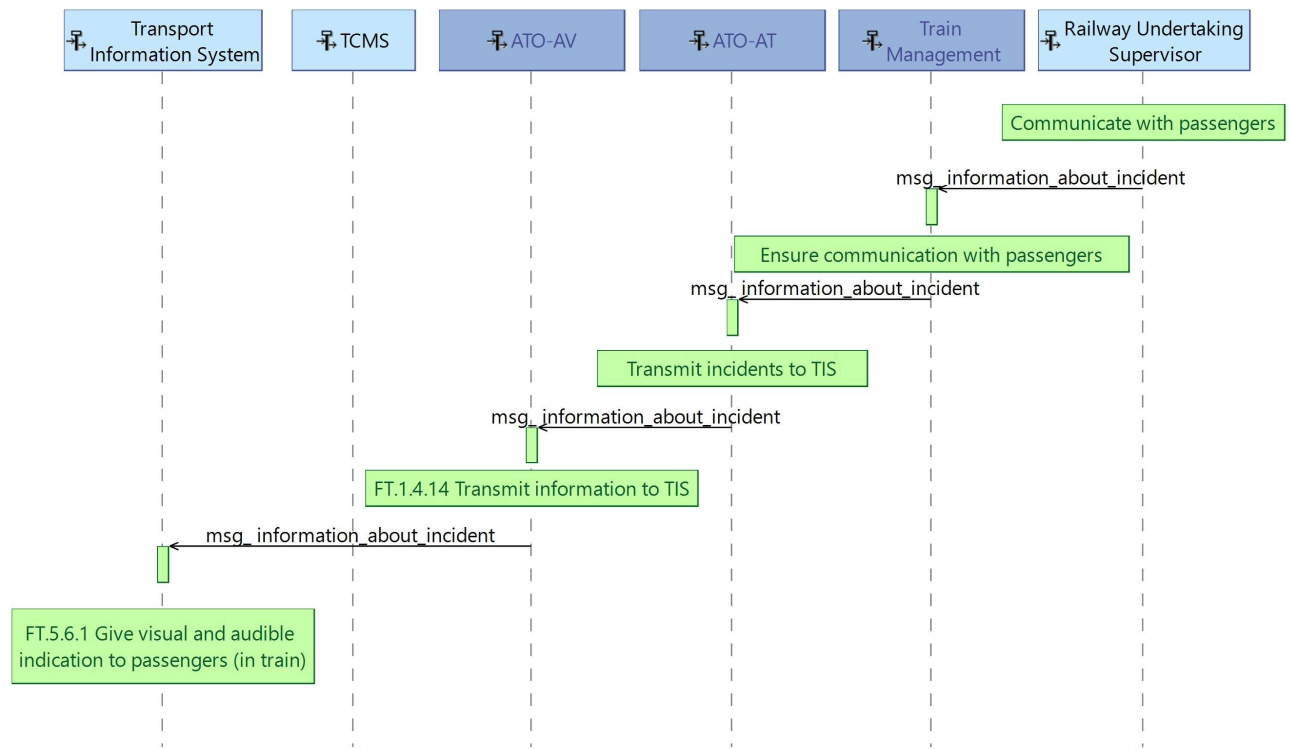 Transport
Information System
TCMS
ATO-AV
ATO-AT
Train
Management
Railway Undertaking
Supervisor
Communicate with passengers
msg_ information_about_incident
Ensure communication with passengers
msg_ information_about_incident
Transmit incidents to TIS
msg_ information_about_incident
FT.1.4.14 Transmit information to TIS
msg_ information_about_incident
FT.5.6.1 Give visual and audible
indication to passengers (in train)